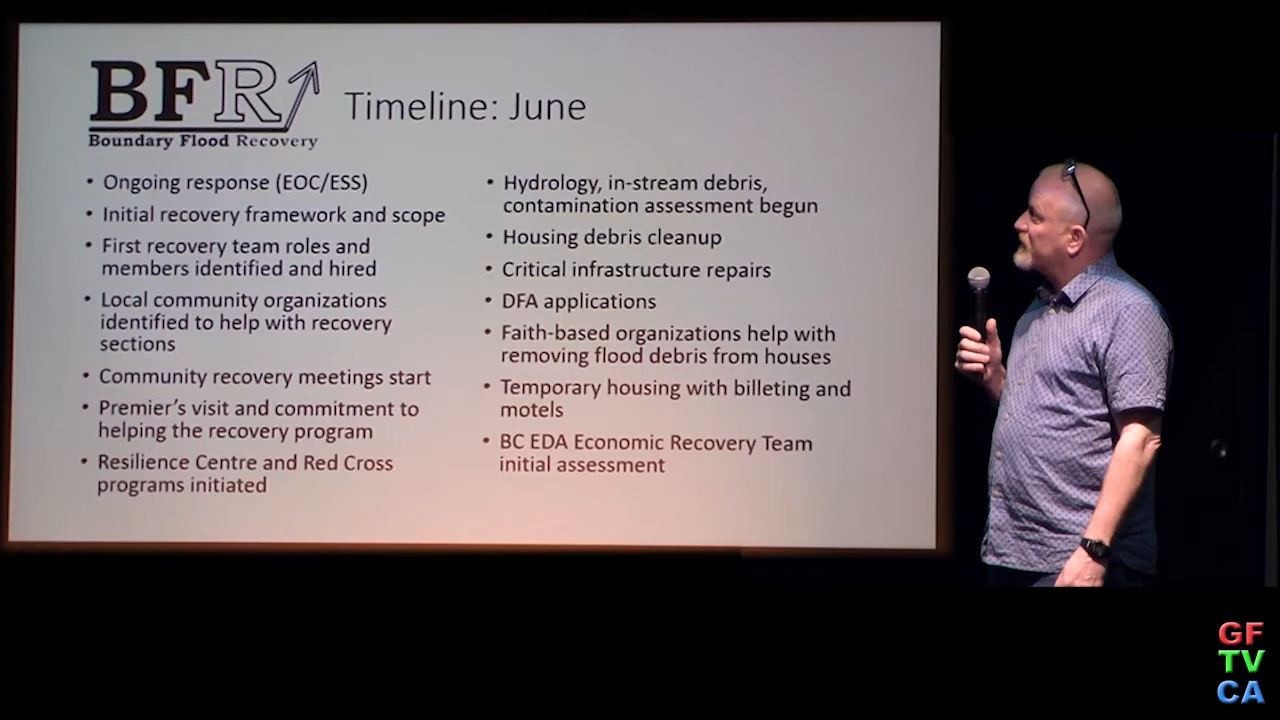 BFR
Boundary Flood Recovery
Timeline: June
• Ongoing response (EOC/ESS)
• Initial recovery framework and scope
• First recovery team roles and
members identified and hired
• Local community organizations
identified to help with recovery
sections
• Community recovery meetings start
• Premier's visit and commitment to
helping the recovery program
• Resilience Centre and Red Cross
programs initiated
• Hydrology, in-stream debris,
contamination assessment begun
• Housing debris cleanup
• Critical infrastructure repairs
• DFA applications
• Faith-based organizations help with
removing flood debris from houses
• Temporary housing with billeting and
motels
• BC EDA Economic Recovery Team
initial assessment
GF
TV
CA